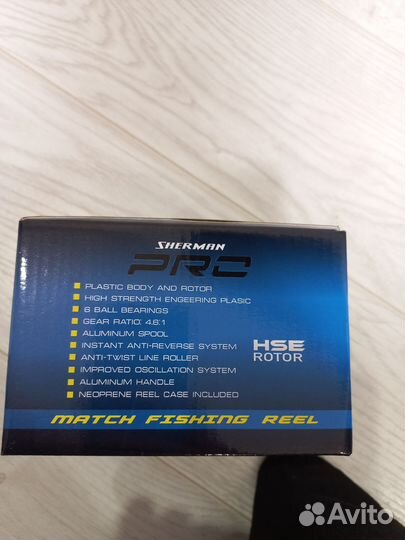 SHERMAN
PRO
PLASTIC BODY AND ROTOR
HIGH STRENGTH ENGEERING PLASIC
6 BALL BEARINGS
GEAR RATIO: 4,6:1
ALUMINUM SPOOL
INSTANT ANTI-REVERSE SYSTEM
ANTI-TWIST LINE ROLLER
IMPROVED OSCILLATION SYSTEM
ALUMINUM HANDLE
NEOPRENE REEL CASE INCLUDED
HSE
ROTOR
MATCH FISHING REEL
Avito